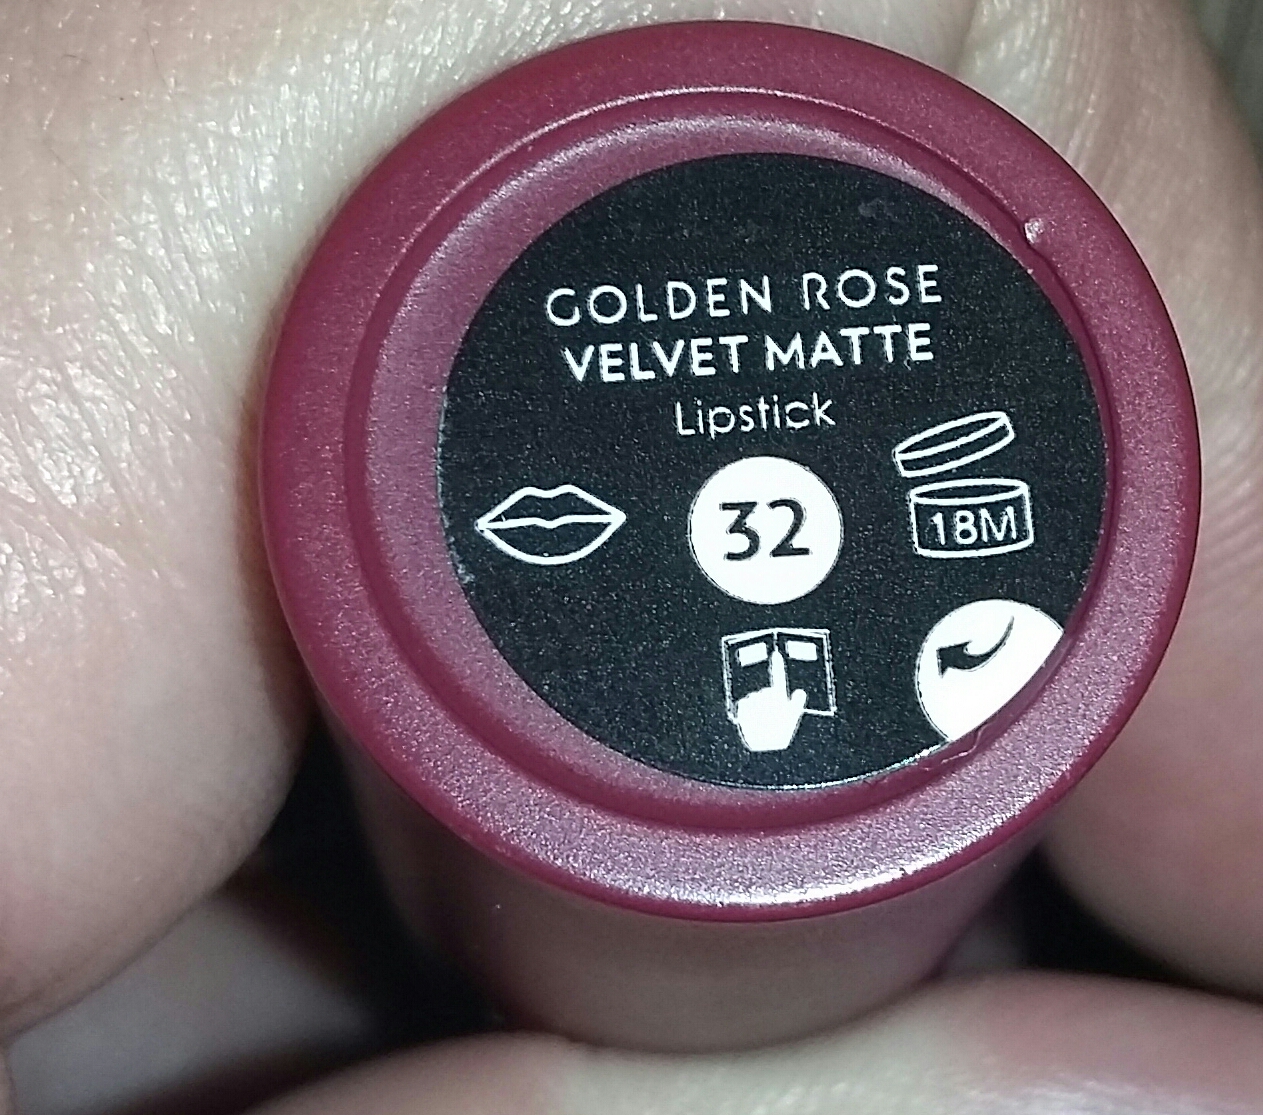 GOLDEN ROSE
VELVET MATTE
Lipstick
32
18M